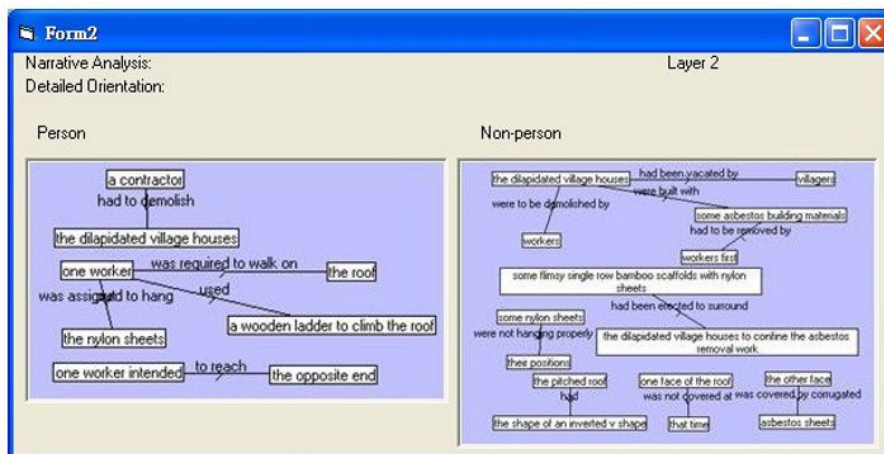 Form2
Narrative Analysis:
Layer 2
Detailed Orientation:
Person
Non-person
a contractor
had to demolish
the dilapidated village houses
one worker
was required to walk on
the roof
was assigned to hang
used
the nylon sheets
a wooden ladder to climb the roof
one worker intended
to reach
the opposite end
the dilapidated village houses
had been vacated by
villagers
were built with
were to be demolished by
some asbestos building materials
had to be removed by
workers
workers first
some flimsy single row bamboo scaffolds with nylon
sheets
had been erected to surround
some nylon sheets
were not hanging properly
the dilapidated village houses to confine the asbestos
removal work
their positions
the pitched roof
had
the shape of an inverted v shape
one face of the roof
was not covered at
that time
the other face
was covered by corrugated
asbestos sheets